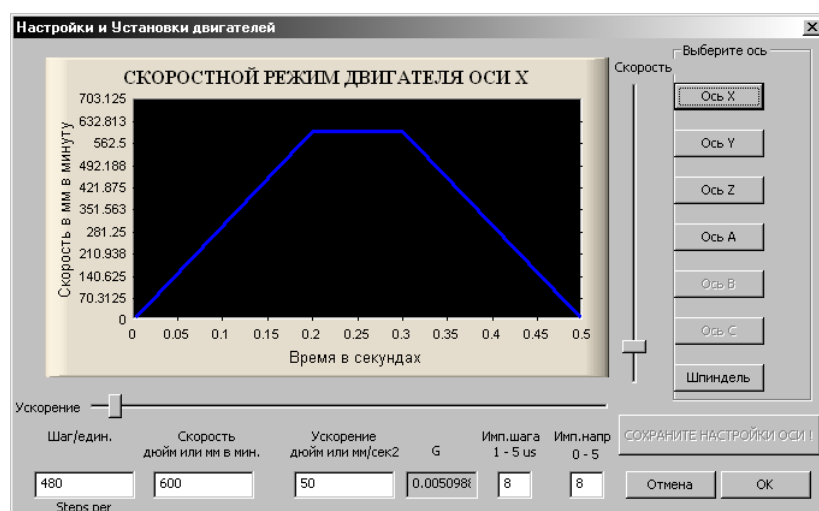 Настройки и Установки двигателей
Выберите ось
Скорость
СКОРОСТНОЙ РЕЖИМ ДВИГАТЕЛЯ ОСИ X
703.125
632.813
562.5
492.188
421.875
351.563
281.25
210.938
140.625
70.3125
0
Скорость в мм в минуту
0 0.05 0.1 0.15 0.2 0.25 0.3 0.35 0.4 0.45 0.5
Время в секундах
Ось X
Ось Y
Ось Z
Ось A
Ось B
Ось C
Шпиндель
Ускорение
Шаг/един.
Скорость
дюйм или мм в мин.
Ускорение
дюйм или мм/сек2
G
Имп.шага
1 - 5 us
Имп.напр
0 - 5
СОХРАНИТЕ НАСТРОЙКИ ОСИ !
480
600
50
0.005098
8
8
Отмена
OK
Steps per